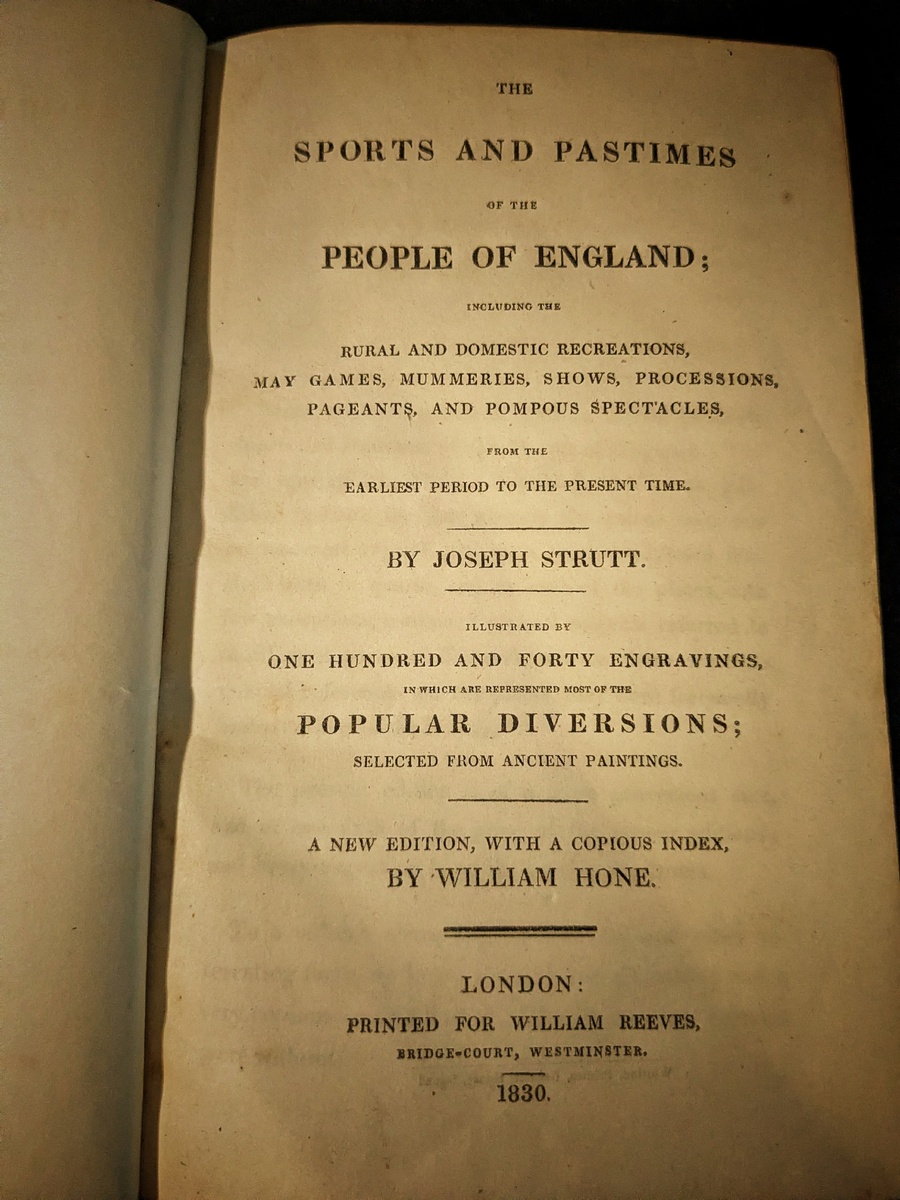 THE
SPORTS AND PASTIMES
OF THE
PEOPLE OF ENGLAND;
INCLUDING THE
RURAL AND DOMESTIC RECREATIONS,
MAY GAMES, MUMMERIES, SHOWS, PROCESSIONS,
PAGEANTS, AND POMPOUS SPECTACLES,
FROM THE
EARLIEST PERIOD TO THE PRESENT TIME.
BY JOSEPH STRUTT.
ILLUSTRATED BY
ONE HUNDRED AND FORTY ENGRAVINGS,
IN WHICH ARE REPRESENTED MOST OF THE
POPULAR DIVERSIONS;
SELECTED FROM ANCIENT PAINTINGS.
A NEW EDITION, WITH A COPIOUS INDEX,
BY WILLIAM HONE.
LONDON:
PRINTED FOR WILLIAM REEVES,
BRIDGE-COURT, WESTMINSTER.
1830.